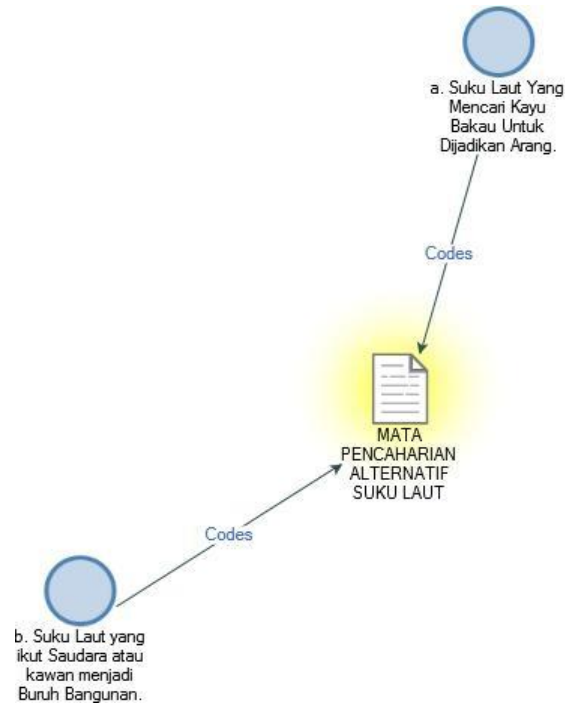 a. Suku Laut Yang
Mencari Kayu
Bakau Untuk
Dijadikan Arang.
Codes
MATA
PENCAHARIAN
ALTERNATIF
SUKU LAUT
Codes
b. Suku Laut yang
ikut Saudara atau
kawan menjadi
Buruh Bangunan.